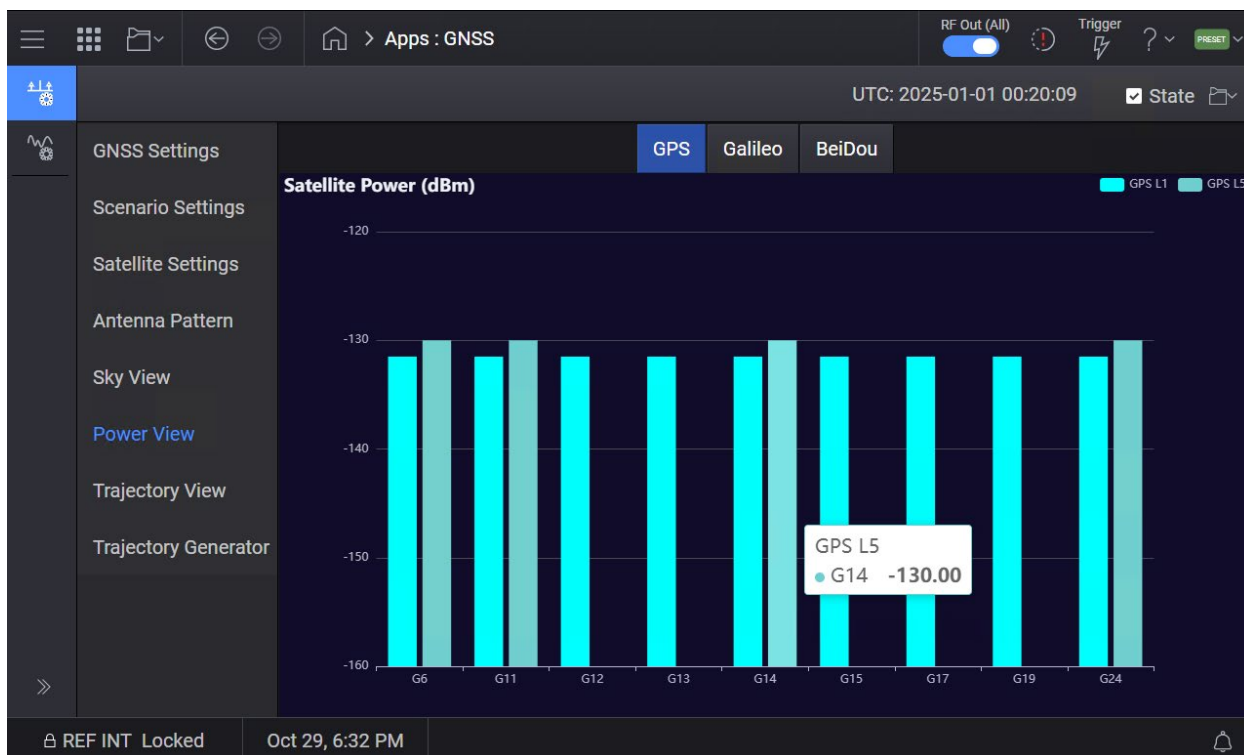 Apps : GNSS
RF Out (All)
Trigger
PRESET
UTC: 2025-01-01 00:20:09
State
GNSS Settings
Scenario Settings
Satellite Settings
Antenna Pattern
Sky View
Power View
Trajectory View
Trajectory Generator
GPS Galileo BeiDou
Satellite Power (dBm)
GPS L1 GPS L5
-120
-130
-140
-150
-160
GPS L5
G14 -130.00
G6 G11 G12 G13 G14 G15 G17 G19 G24
REF INT Locked Oct 29, 6:32 PM